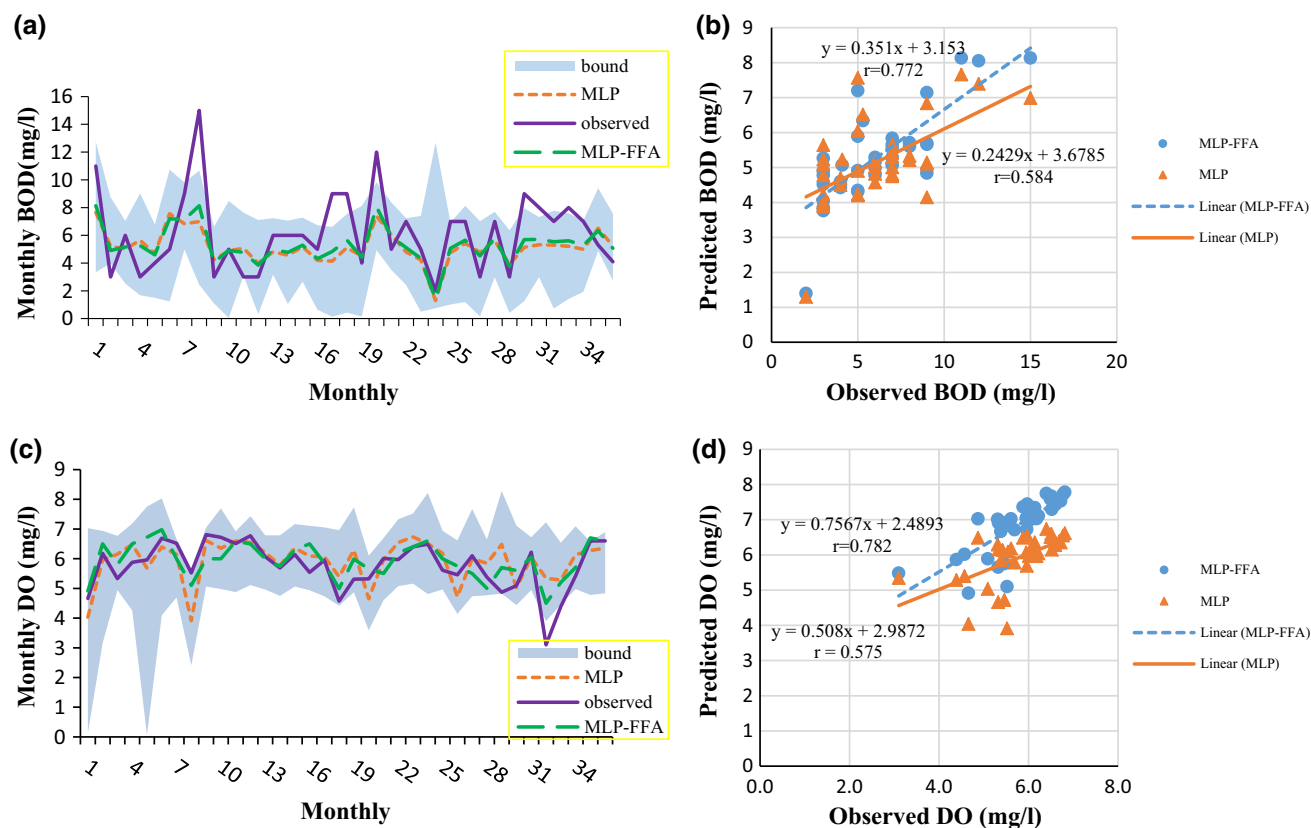 (a)
bound
MLP
observed
MLP-FFA
Monthly BOD(mg/l)
16
14
12
10
8
6
4
2
0
1
4
7
10
13
16
19
22
25
28
31
34
Monthly
(b)
Predicted BOD (mg/l)
9
8
7
6
5
4
3
2
1
0
y = 0.351x + 3.153
r=0.772
y = 0.2429x + 3.6785
r=0.584
0
5
10
15
20
Observed BOD (mg/l)
MLP-FFA
MLP
Linear (MLP-FFA)
Linear (MLP)
(c)
Monthly DO (mg/l)
9
8
7
6
5
4
3
2
1
0
bound
MLP
observed
MLP-FFA
1
4
7
10
13
16
19
22
25
28
31
34
Monthly
(d)
Predicted DO (mg/l)
9
8
7
6
5
4
3
2
1
0
y = 0.7567x + 2.4893
r=0.782
y = 0.508x + 2.9872
r = 0.575
0.0
2.0
4.0
6.0
8.0
Observed DO (mg/l)
MLP-FFA
MLP
Linear (MLP-FFA)
Linear (MLP)